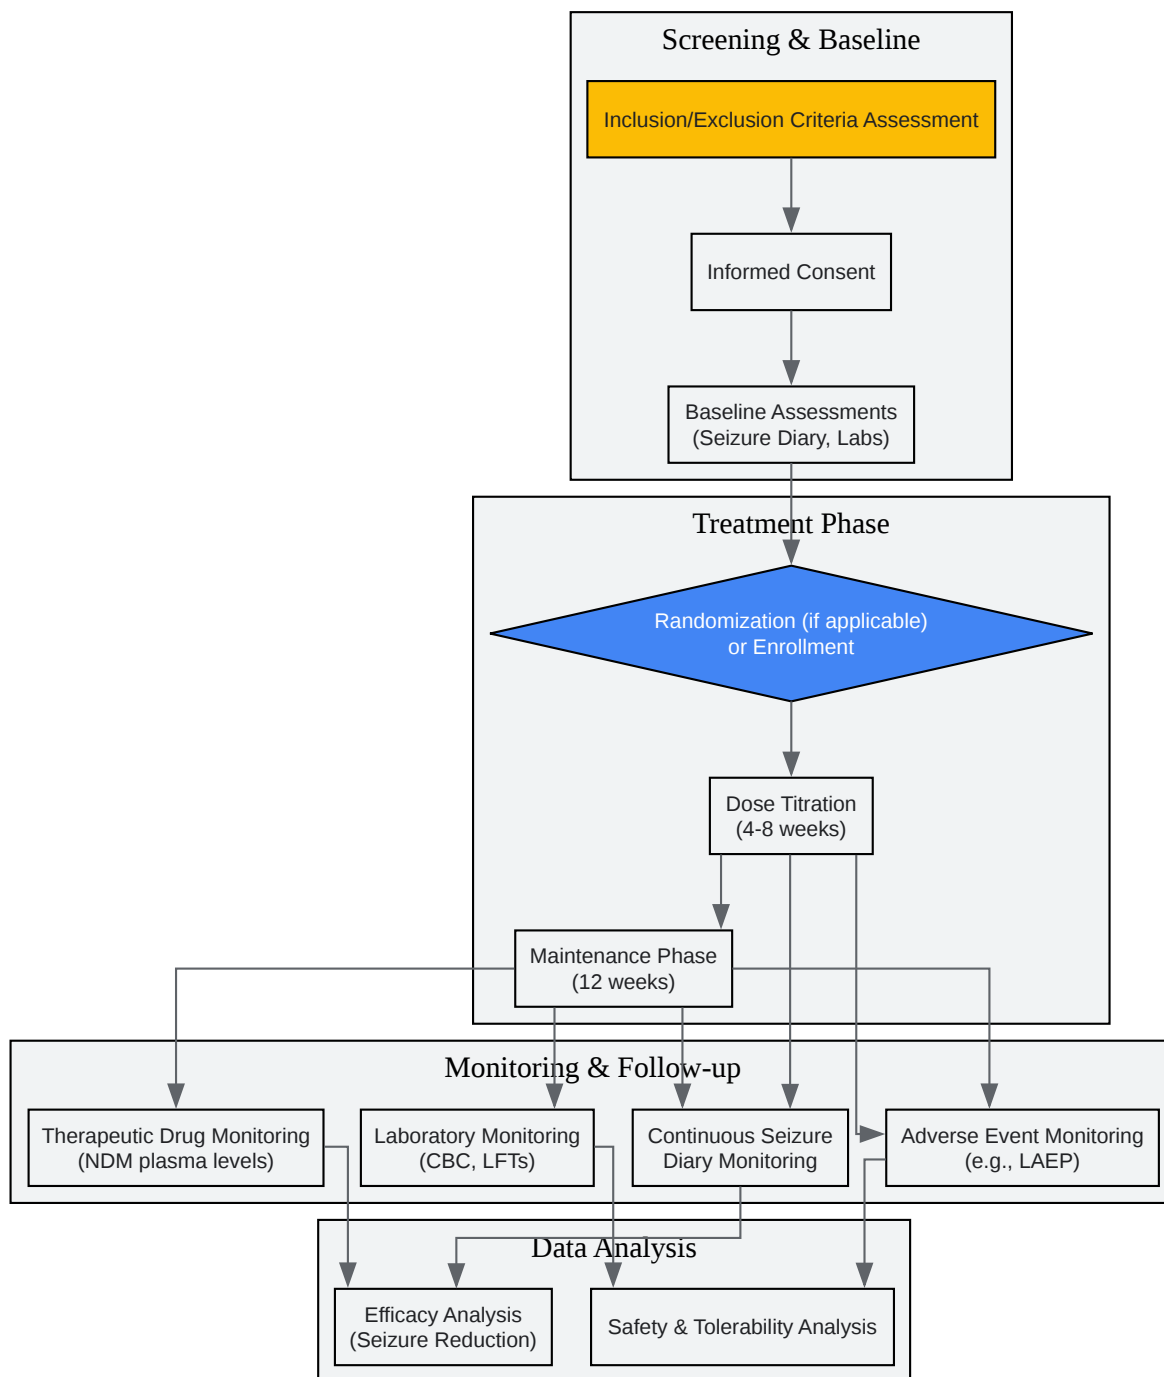 Screening & Baseline
Inclusion/Exclusion Criteria Assessment
Informed Consent
Baseline Assessments
(Seizure Diary, Labs)
Treatment Phase
Randomization (if applicable)
or Enrollment
Dose Titration
(4-8 weeks)
Maintenance Phase
(12 weeks)
Monitoring & Follow-up
Therapeutic Drug Monitoring
(NDM plasma levels)
Laboratory Monitoring
(CBC, LFTs)
Continuous Seizure
Diary Monitoring
Adverse Event Monitoring
(e.g., LAEP)
Data Analysis
Efficacy Analysis
(Seizure Reduction)
Safety & Tolerability Analysis